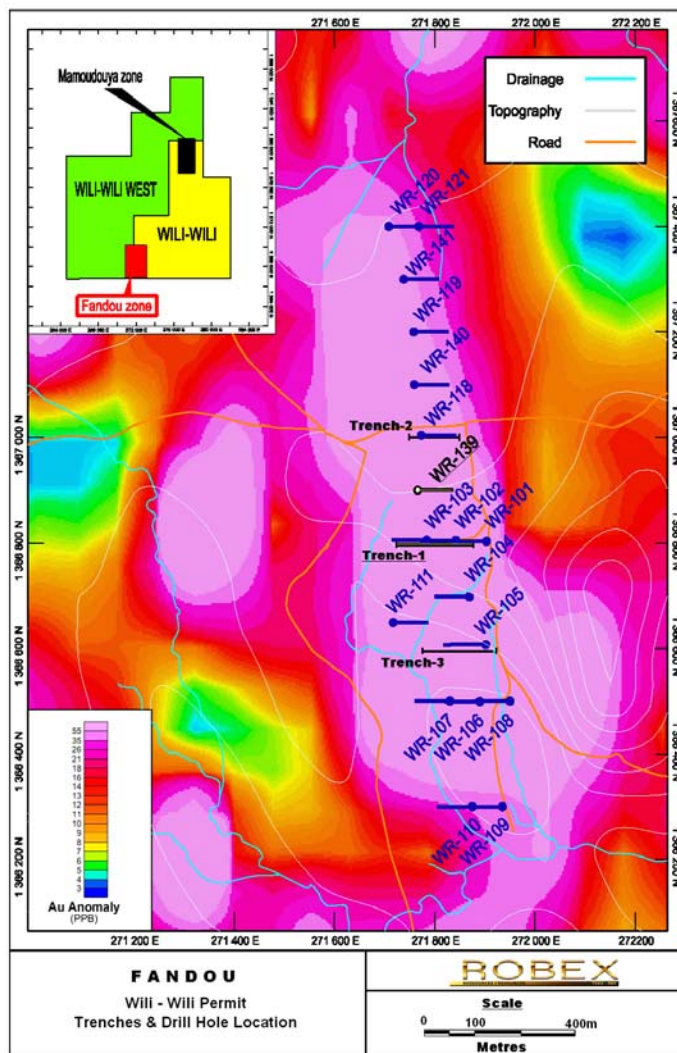 271 600 E
271 800 E
272 000 E
272 200 E
Mamoudouya zone
WILI-WILI WEST
WILI-WILI
Fandou zone
Drainage
Topography
Road
WR-120
WR-121
WR-141
WR-119
WR-140
WR-118
Trench-2
WR-139
WR-103
WR-102
WR-101
Trench-1
WR-104
WR-111
WR-105
Trench-3
WR-107
WR-106
WR-108
WR-110
WR-109
1 367 000 N
1 366 800 N
1 366 600 N
1 366 400 N
1 366 200 N
55
35
26
21
18
16
14
13
12
11
10
9
8
7
6
5
4
3
Au Anomaly
(PPB)
271 200 E
271 400 E
271 600 E
271 800 E
272 000 E
272200 E
FANDOU
Wili - Wili Permit
Trenches & Drill Hole Location
ROBEX
Scale
0 100 400m
Metres